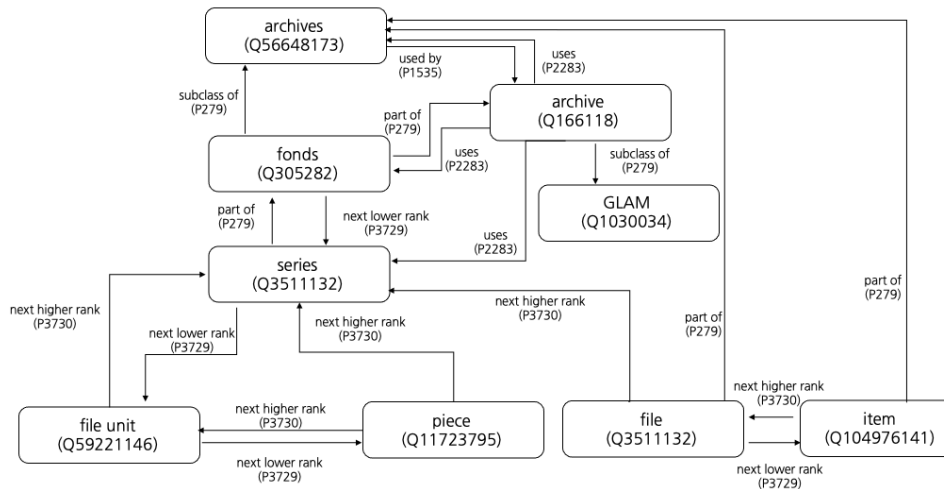 archives
(Q56648173)
used by
(P1535)
uses
(P2283)
archive
(Q166118)
subclass of
(P279)
part of
(P279)
fonds
(Q305282)
uses
(P2283)
subclass of
(P279)
GLAM
(Q1030034)
part of
(P279)
next lower rank
(P3729)
uses
(P2283)
series
(Q3511132)
next higher rank
(P3730)
next lower rank
(P3729)
next higher rank
(P3730)
next higher rank
(P3730)
part of
(P279)
part of
(P279)
file unit
(Q59221146)
next higher rank
(P3730)
next lower rank
(P3729)
piece
(Q11723795)
file
(Q3511132)
next higher rank
(P3730)
next lower rank
(P3729)
item
(Q104976141)